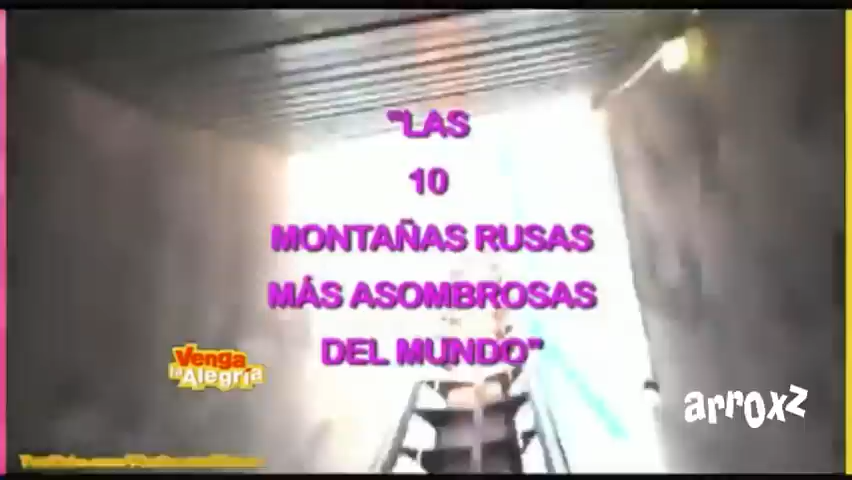 "LAS
10
MONTAÑAS RUSAS
MÁS ASOMBROSAS
DEL MUNDO"
Venga
la Alegría
arroxz